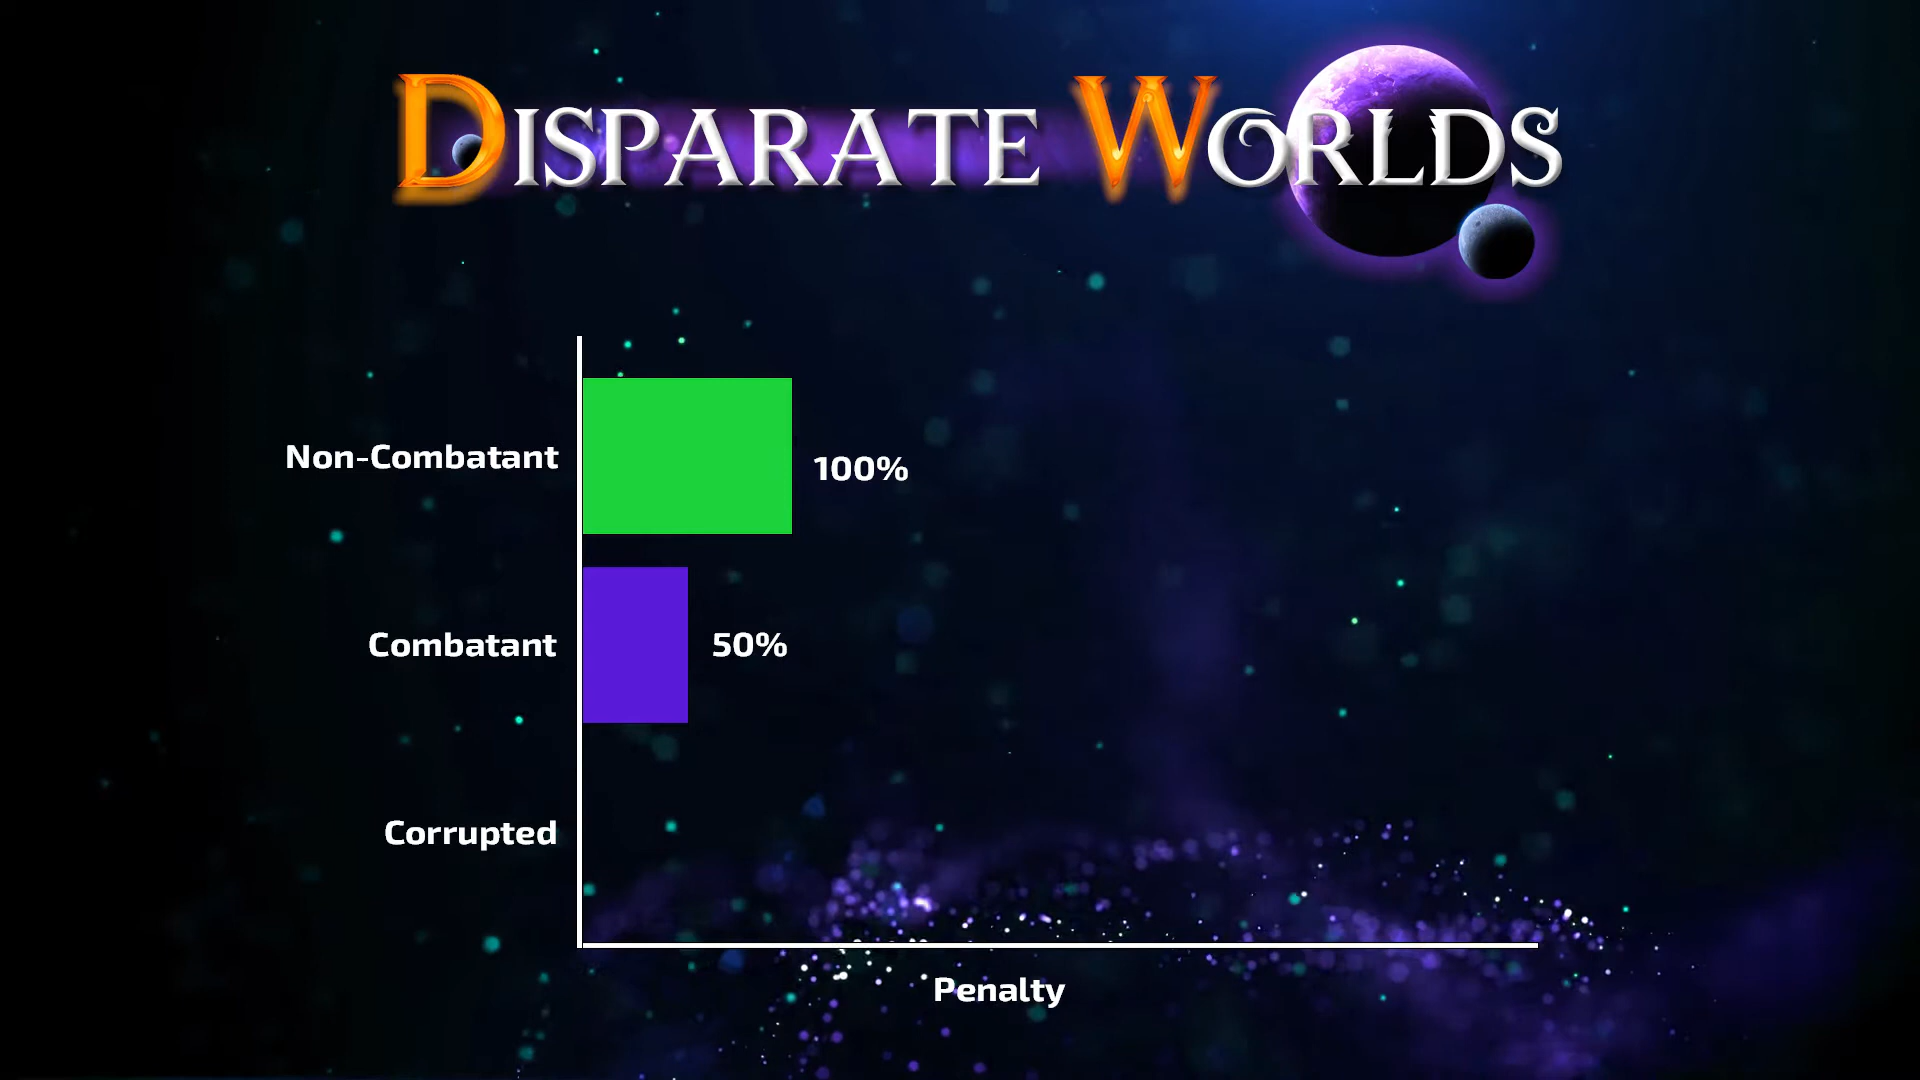 Disparate Worlds
Non-Combatant
100%
Combatant
50%
Corrupted
Penalty